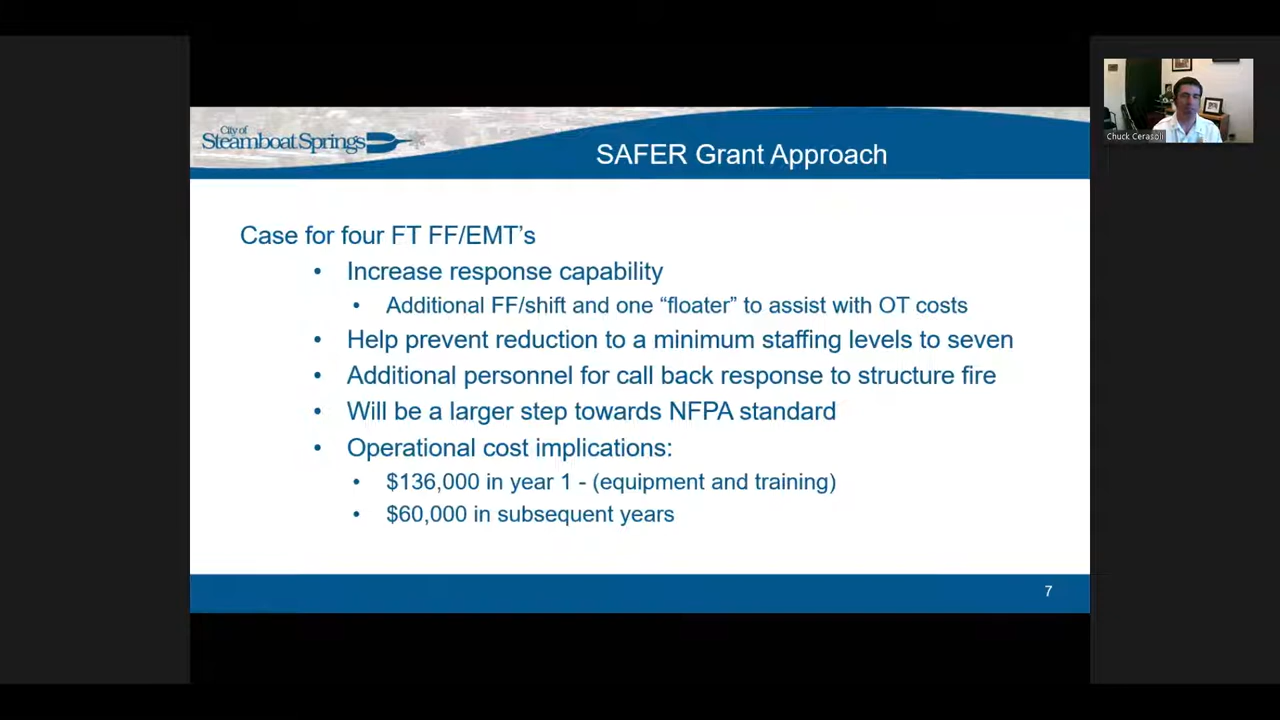 City of
Steamboat Springs
SAFER Grant Approach
Chuck Cerasoli
Case for four FT FF/EMT's
• Increase response capability
• Additional FF/shift and one “floater” to assist with OT costs
• Help prevent reduction to a minimum staffing levels to seven
• Additional personnel for call back response to structure fire
• Will be a larger step towards NFPA standard
• Operational cost implications:
• $136,000 in year 1 - (equipment and training)
• $60,000 in subsequent years
7